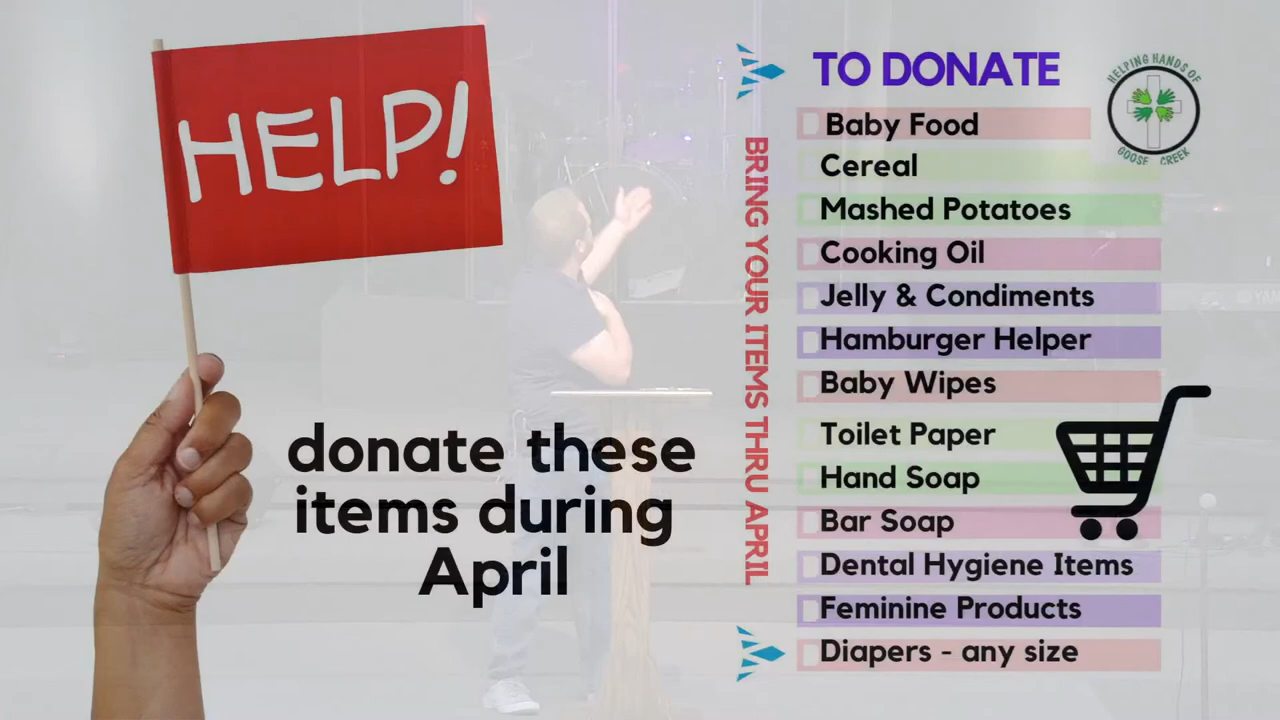 HELP!
donate these
items during
April
BRING YOUR ITEMS THRU APRIL
TO DONATE
HELPING HANDS OF
GOOSE CREEK
Baby Food
Cereal
Mashed Potatoes
Cooking Oil
Jelly & Condiments
Hamburger Helper
Baby Wipes
Toilet Paper
Hand Soap
Bar Soap
Dental Hygiene Items
Feminine Products
Diapers - any size